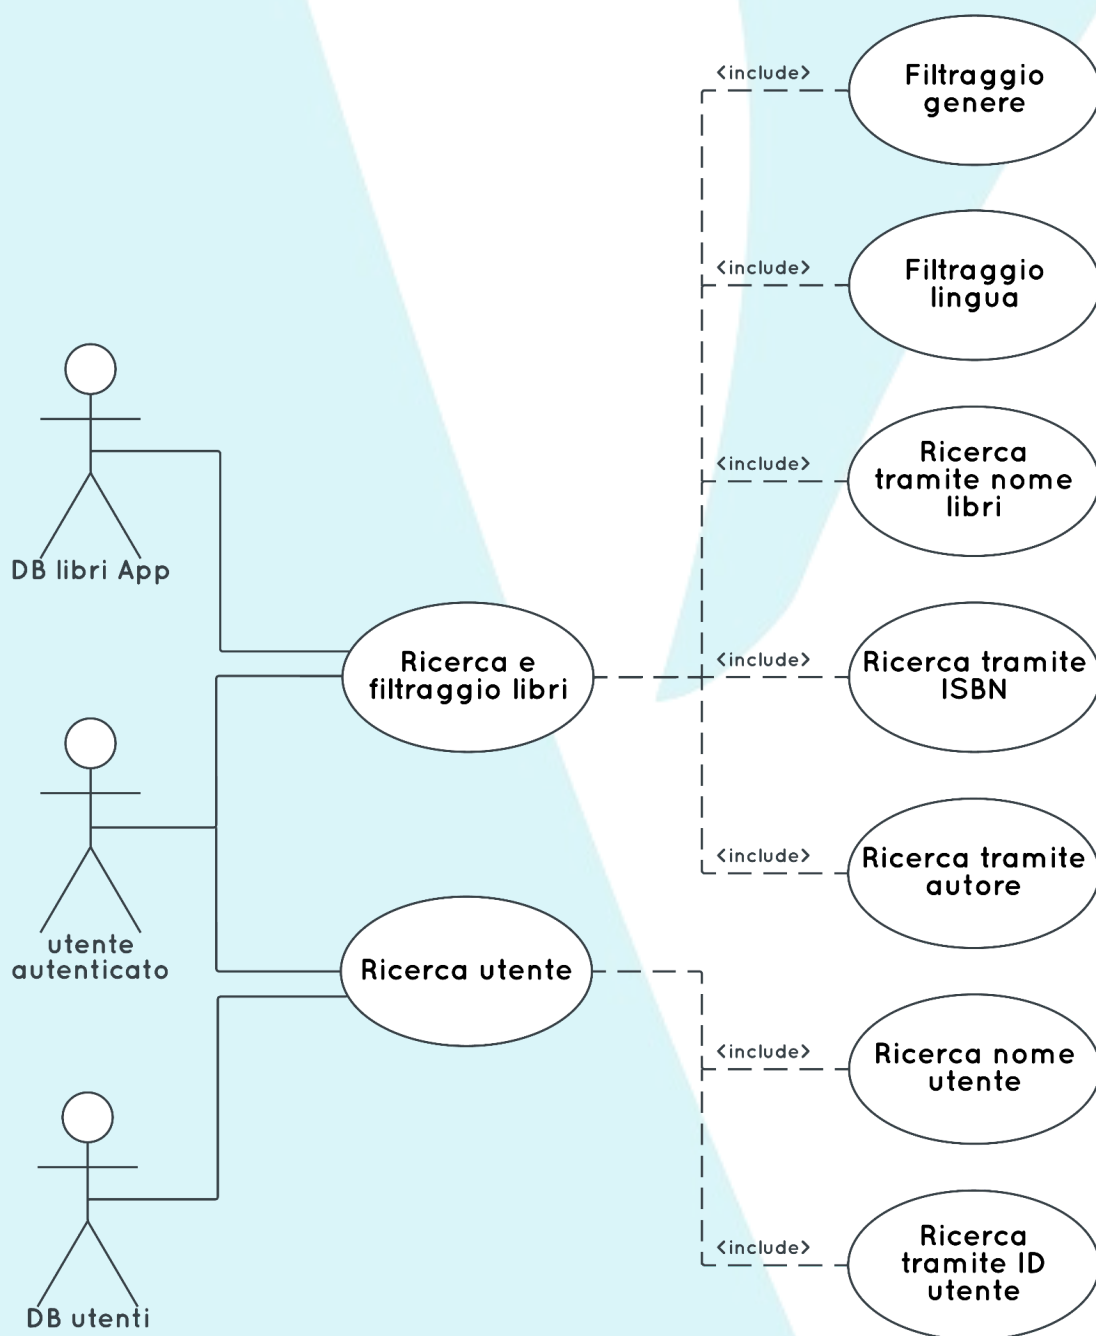 <include>
Filtraggio
genere
<include>
Filtraggio
lingua
<include>
Ricerca
tramite nome
libri
DB libri App
Ricerca e
filtraggio libri
<include>
Ricerca tramite
ISBN
<include>
Ricerca tramite
autore
utente
autenticato
Ricerca utente
<include>
Ricerca nome
utente
<include>
Ricerca
tramite ID
utente
DB utenti